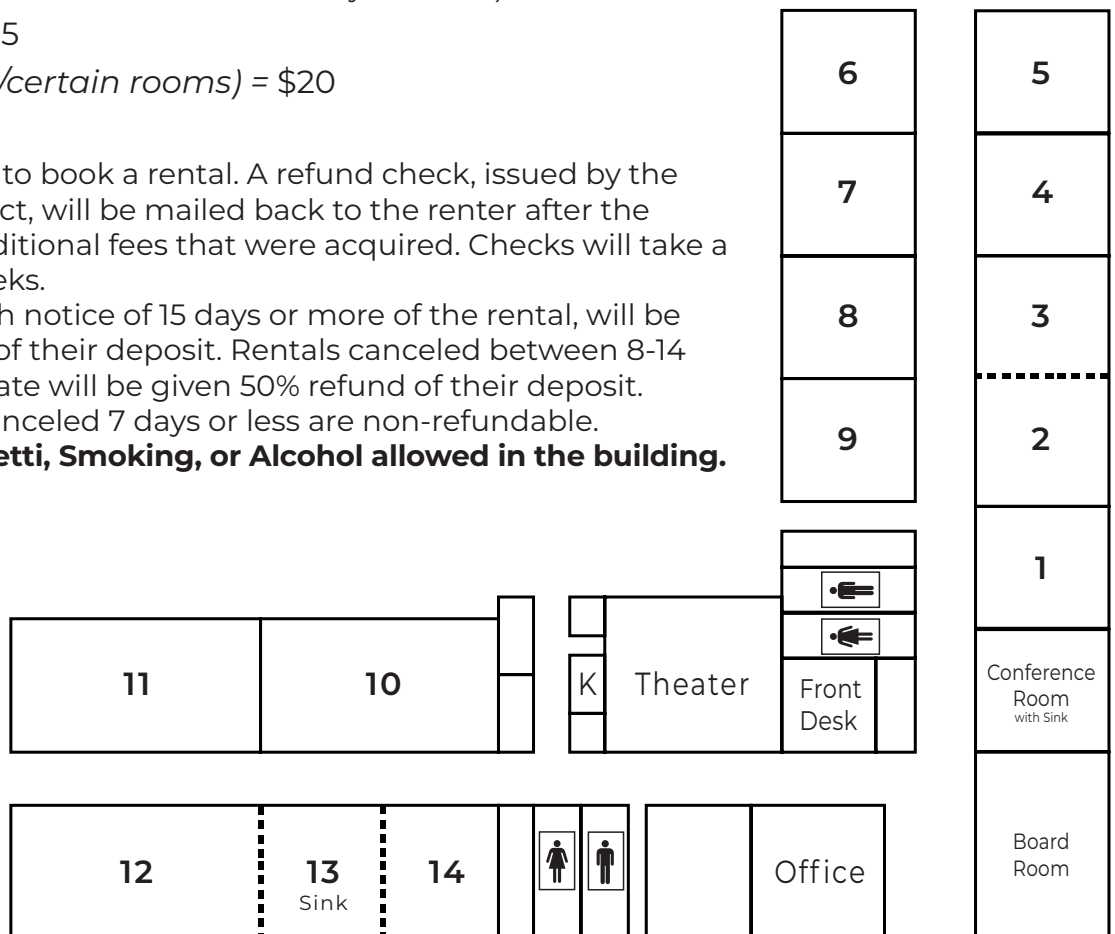 5
/certain rooms) = $20
to book a rental. A refund check, issued by the
ct, will be mailed back to the renter after the
ditional fees that were acquired. Checks will take a
eks.
h notice of 15 days or more of the rental, will be
of their deposit. Rentals canceled between 8-14
ate will be given 50% refund of their deposit.
nceled 7 days or less are non-refundable.
etti, Smoking, or Alcohol allowed in the building.
6
5
7
4
8
3
9
2
1
11
10
K
Theater
Front
Desk
Conference
Room
with Sink
12
13
Sink
14
Office
Board
Room